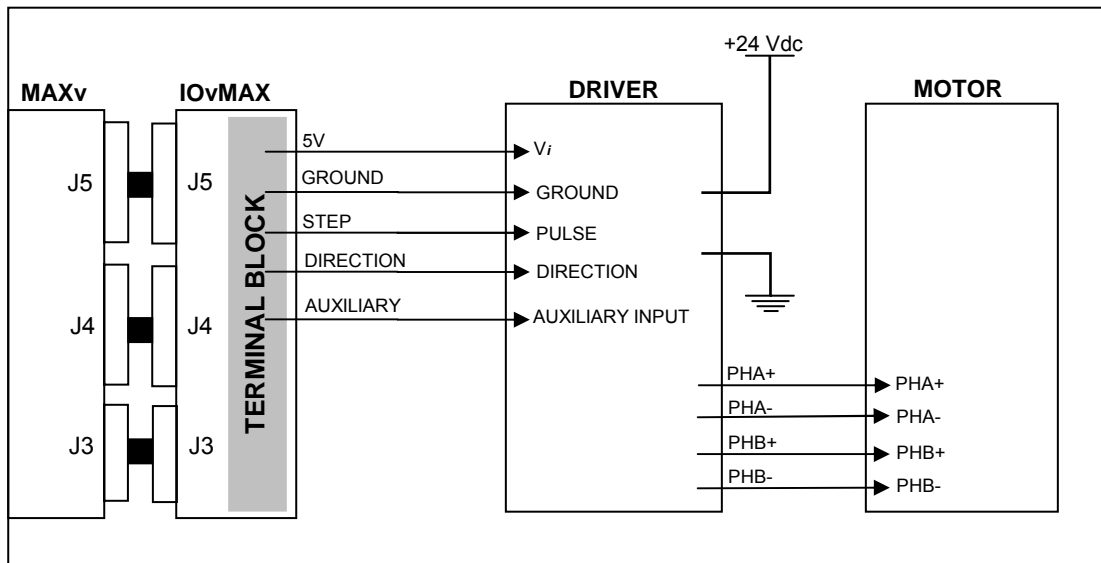 +24 Vdc
MAXv
IOvMAX
DRIVER
MOTOR
J5
J5
J4
J4
J3
J3
TERMINAL BLOCK
5V
GROUND
STEP
DIRECTION
AUXILIARY
Vi
GROUND
PULSE
DIRECTION
AUXILIARY INPUT
PHA+
PHA-
PHB+
PHB-
PHA+
PHA-
PHB+
PHB-